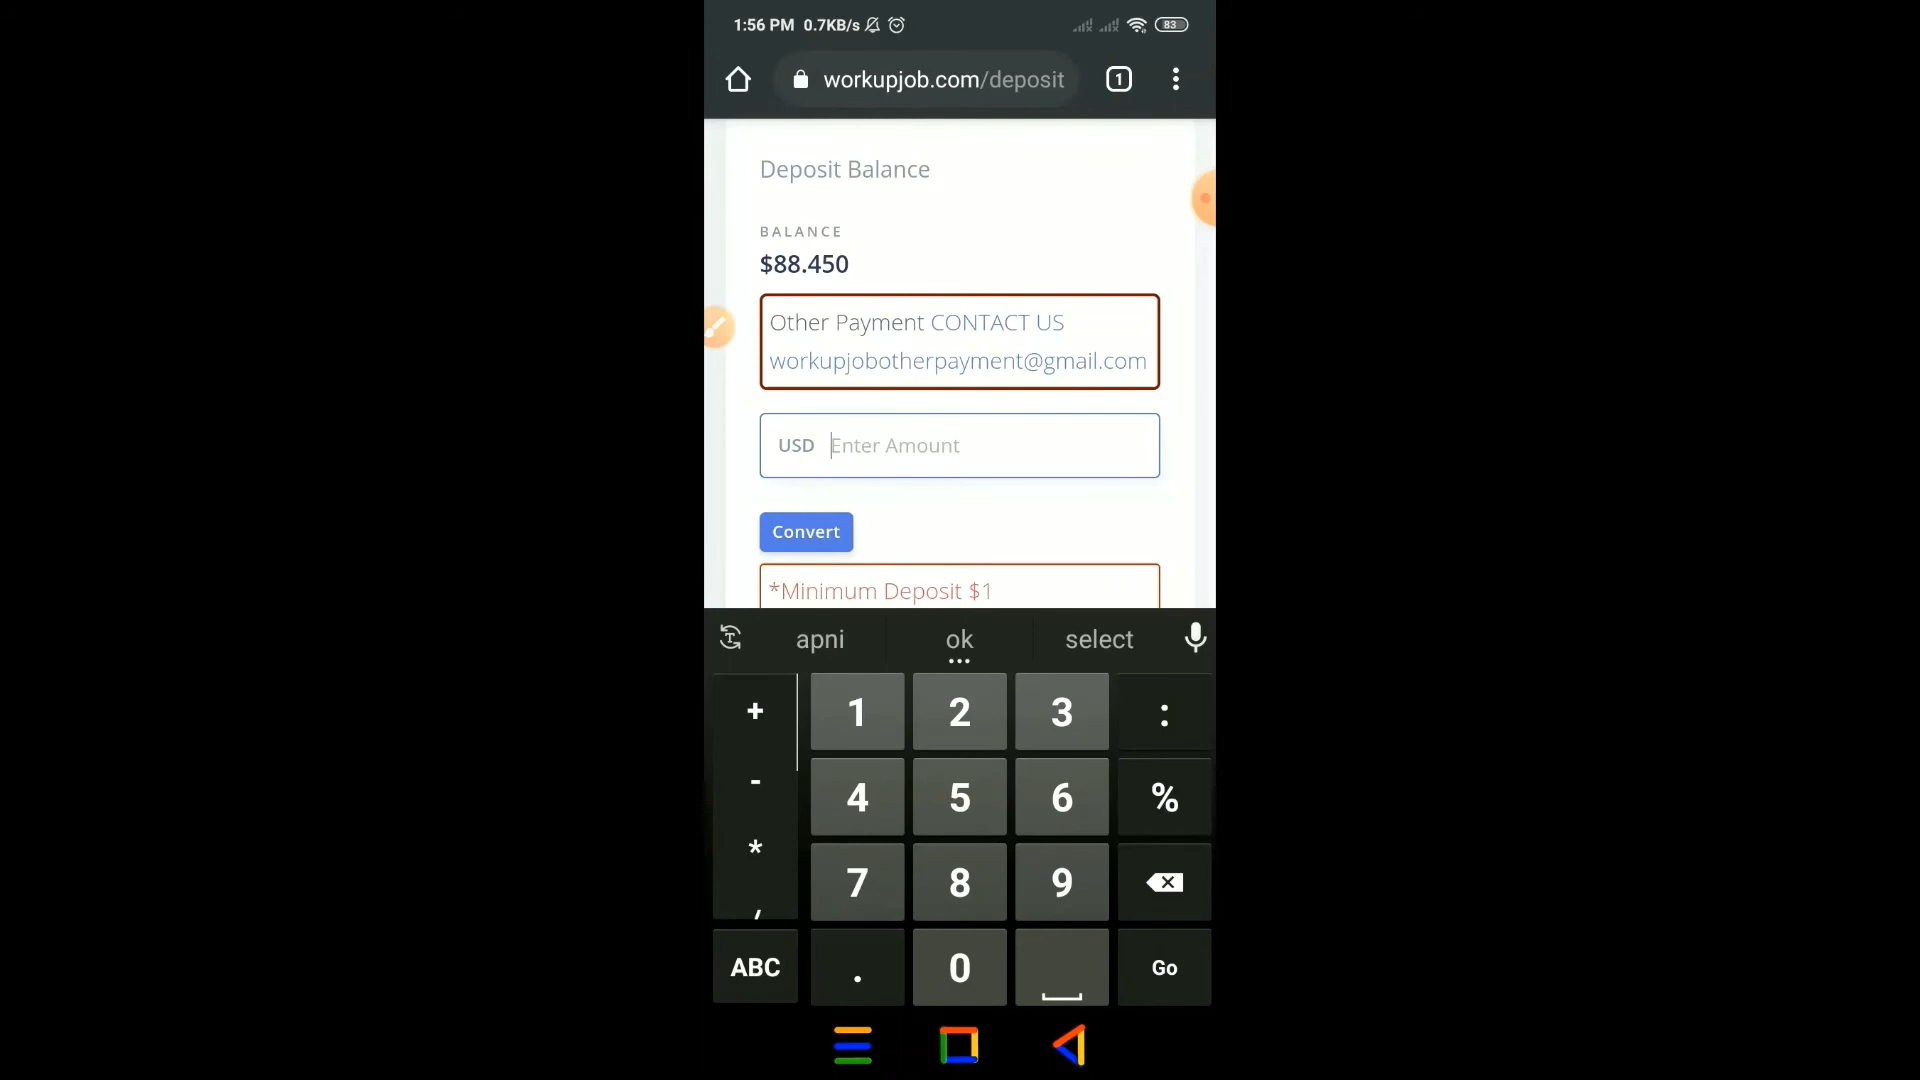 1:56 PM 0.7KB/s 83
workupjob.com/deposit 1
Deposit Balance
BALANCE
$88.450
Other Payment CONTACT US
workupjobotherpayment@gmail.com
USD Enter Amount
Convert
*Minimum Deposit $1
apni ok select
+ 1 2 3 :
- 4 5 6 %
* 7 8 9
,
ABC . 0 Go